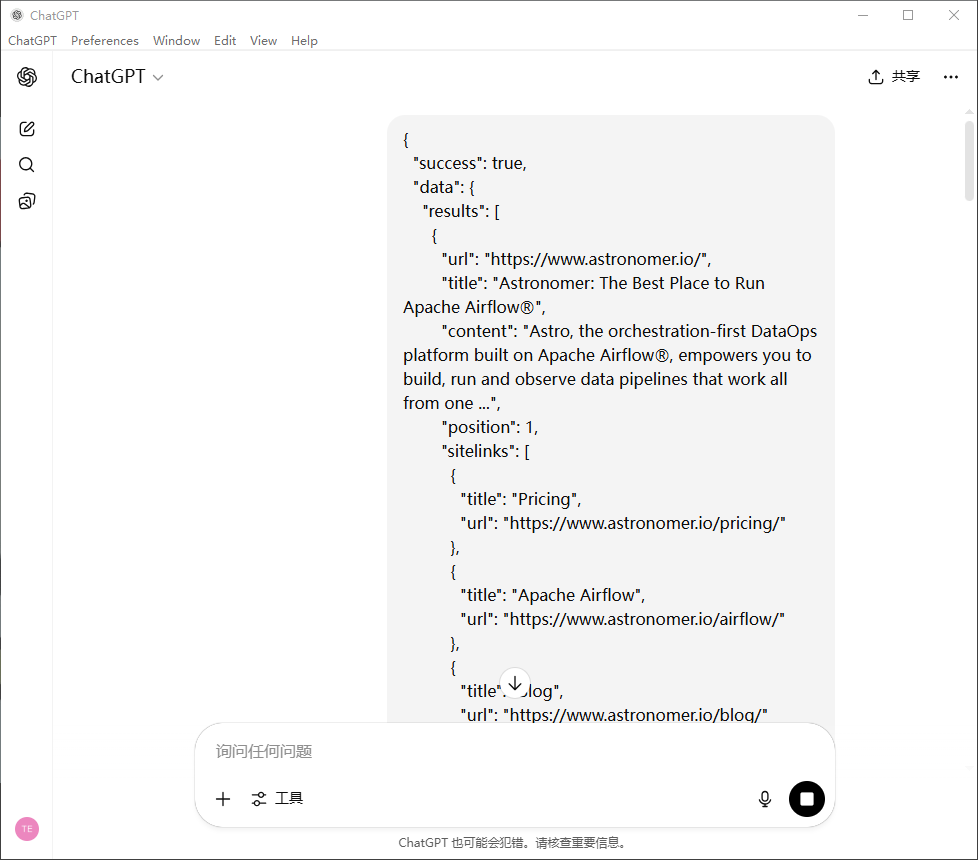 ChatGPT
ChatGPT Preferences Window Edit View Help
ChatGPT
共享
{
"success": true,
"data": {
"results": [
{
"url": "https://www.astronomer.io/",
"title": "Astronomer: The Best Place to Run
Apache Airflow®",
"content": "Astro, the orchestration-first DataOps
platform built on Apache Airflow®, empowers you to
build, run and observe data pipelines that work all
from one ...",
"position": 1,
"sitelinks": [
{
"title": "Pricing",
"url": "https://www.astronomer.io/pricing/"
},
{
"title": "Apache Airflow",
"url": "https://www.astronomer.io/airflow/"
},
{
"title": "Blog",
"url": "https://www.astronomer.io/blog/"
询问任何问题
工具
TE
ChatGPT 也可能会犯错。请核查重要信息。